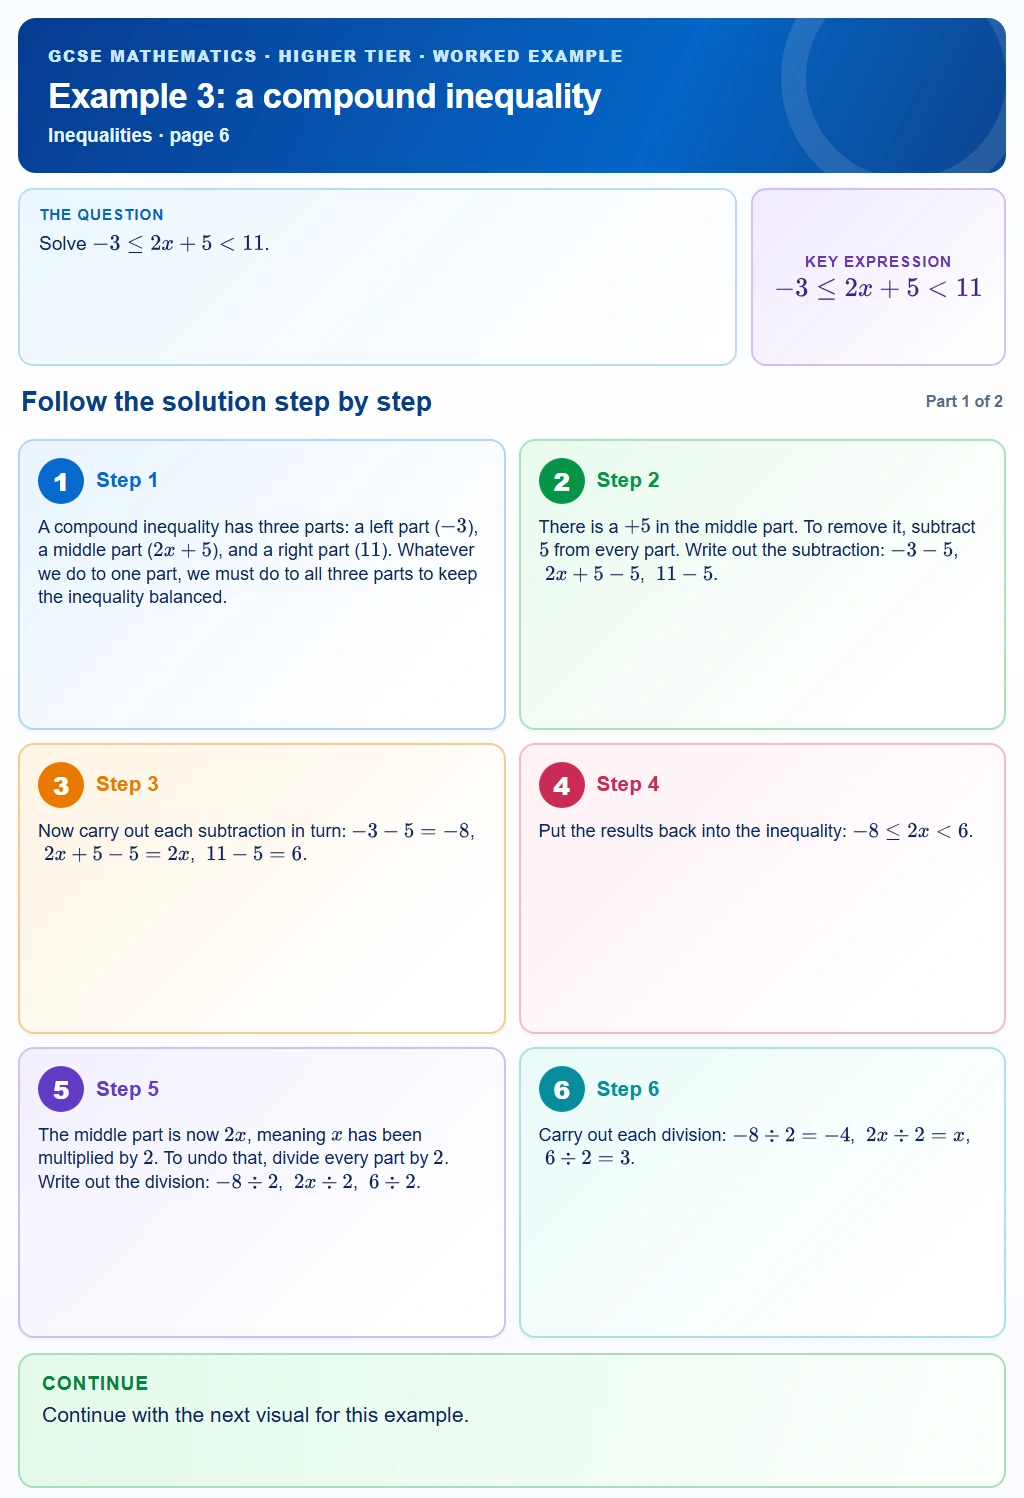 GCSE MATHEMATICS · HIGHER TIER · WORKED EXAMPLE
Example 3: a compound inequality
Inequalities · page 6
THE QUESTION
Solve −3 ≤ 2x + 5 < 11.
KEY EXPRESSION
−3 ≤ 2x + 5 < 11
Follow the solution step by step
Part 1 of 2
1 Step 1
A compound inequality has three parts: a left part (−3),
a middle part (2x + 5), and a right part (11). Whatever
we do to one part, we must do to all three parts to keep
the inequality balanced.
2 Step 2
There is a +5 in the middle part. To remove it, subtract
5 from every part. Write out the subtraction: −3 − 5,
2x + 5 − 5, 11 − 5.
3 Step 3
Now carry out each subtraction in turn: −3 − 5 = −8,
2x + 5 − 5 = 2x, 11 − 5 = 6.
4 Step 4
Put the results back into the inequality: −8 ≤ 2x < 6.
5 Step 5
The middle part is now 2x, meaning x has been
multiplied by 2. To undo that, divide every part by 2.
Write out the division: −8 ÷ 2, 2x ÷ 2, 6 ÷ 2.
6 Step 6
Carry out each division: −8 ÷ 2 = −4, 2x ÷ 2 = x,
6 ÷ 2 = 3.
CONTINUE
Continue with the next visual for this example.